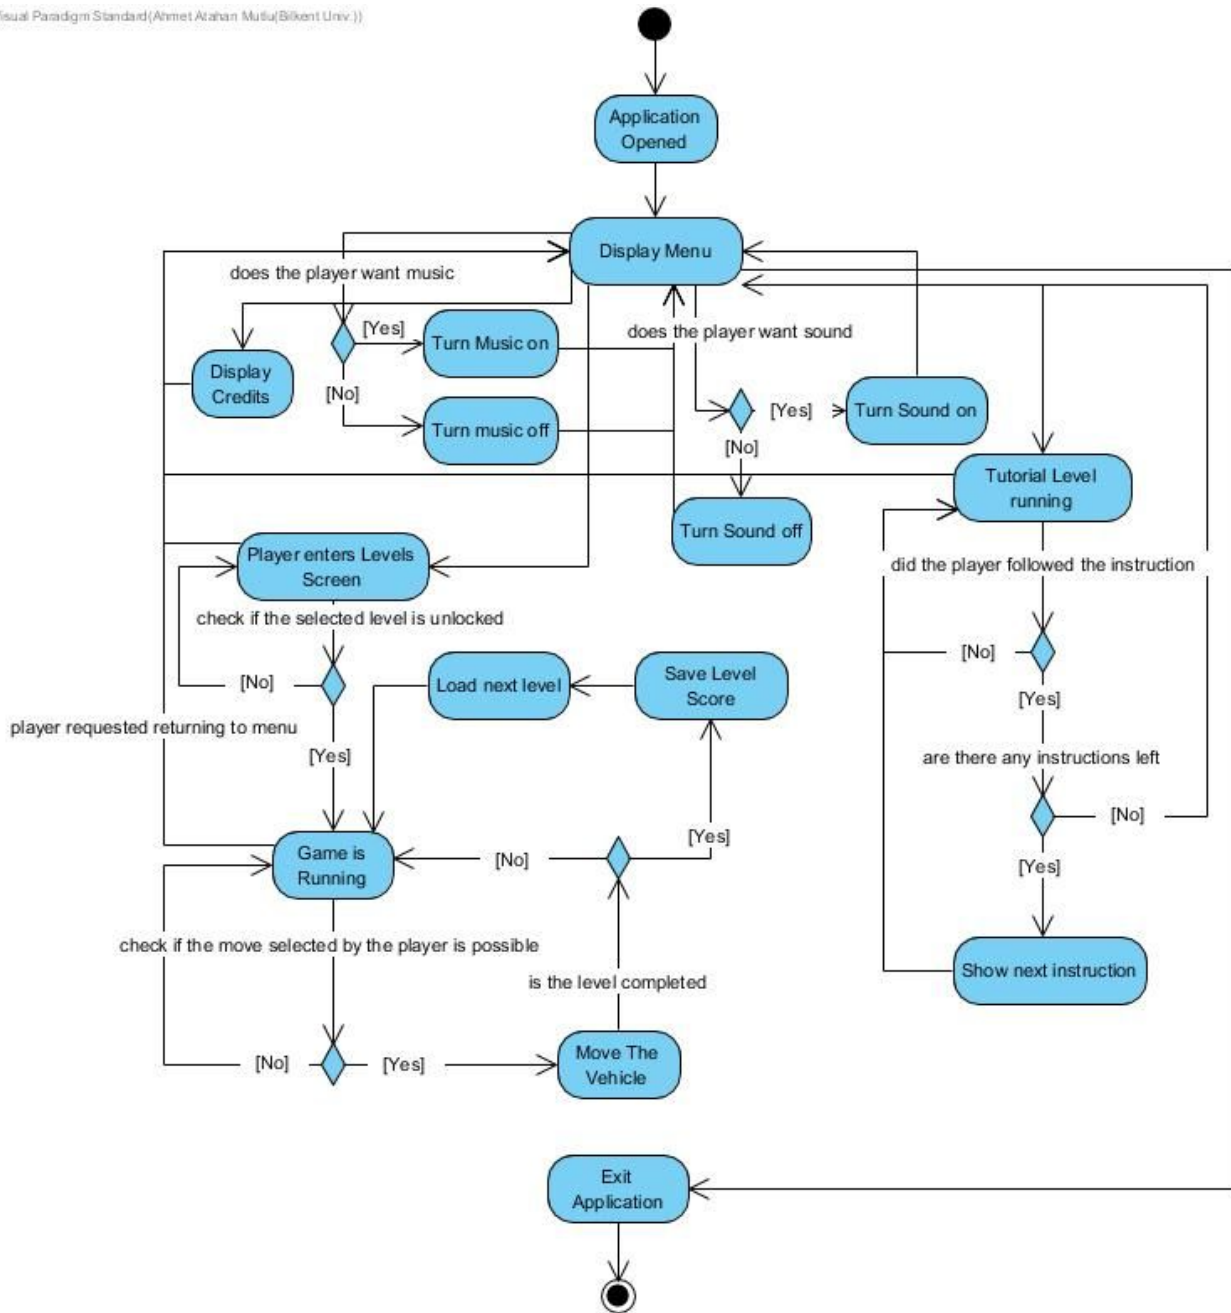 isual Paradigm Standard(Ahmet Atahan Mutlu(Bilkent Univ.))
Application
Opened
Display Menu
does the player want music
[Yes]
Turn Music on
does the player want sound
Display
Credits
[No]
Turn music off
[Yes]
Turn Sound on
[No]
Tutorial Level
running
Turn Sound off
Player enters Levels
Screen
did the player followed the instruction
check if the selected level is unlocked
[No]
[No]
Load next level
Save Level
Score
[Yes]
player requested returning to menu
[Yes]
are there any instructions left
[No]
[Yes]
Game is
Running
[No]
[Yes]
check if the move selected by the player is possible
Show next instruction
is the level completed
[No]
[Yes]
Move The
Vehicle
Exit
Application